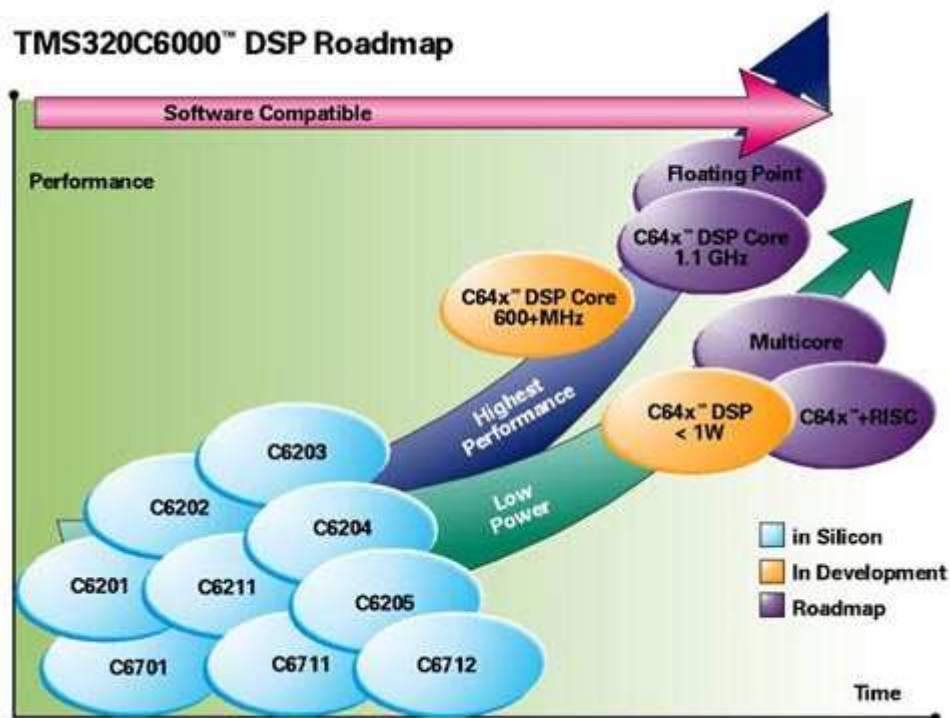 TMS320C6000™ DSP Roadmap
Software Compatible
Performance
Floating Point
C64x™ DSP Core
1.1 GHz
C64x™ DSP Core
600+MHz
Multicore
Highest
Performance
C64x™ DSP
< 1W
C64x™+RISC
C6203
C6202
Low
Power
C6204
in Silicon
C6201
C6211
In Development
C6205
Roadmap
C6701
C6711
C6712
Time